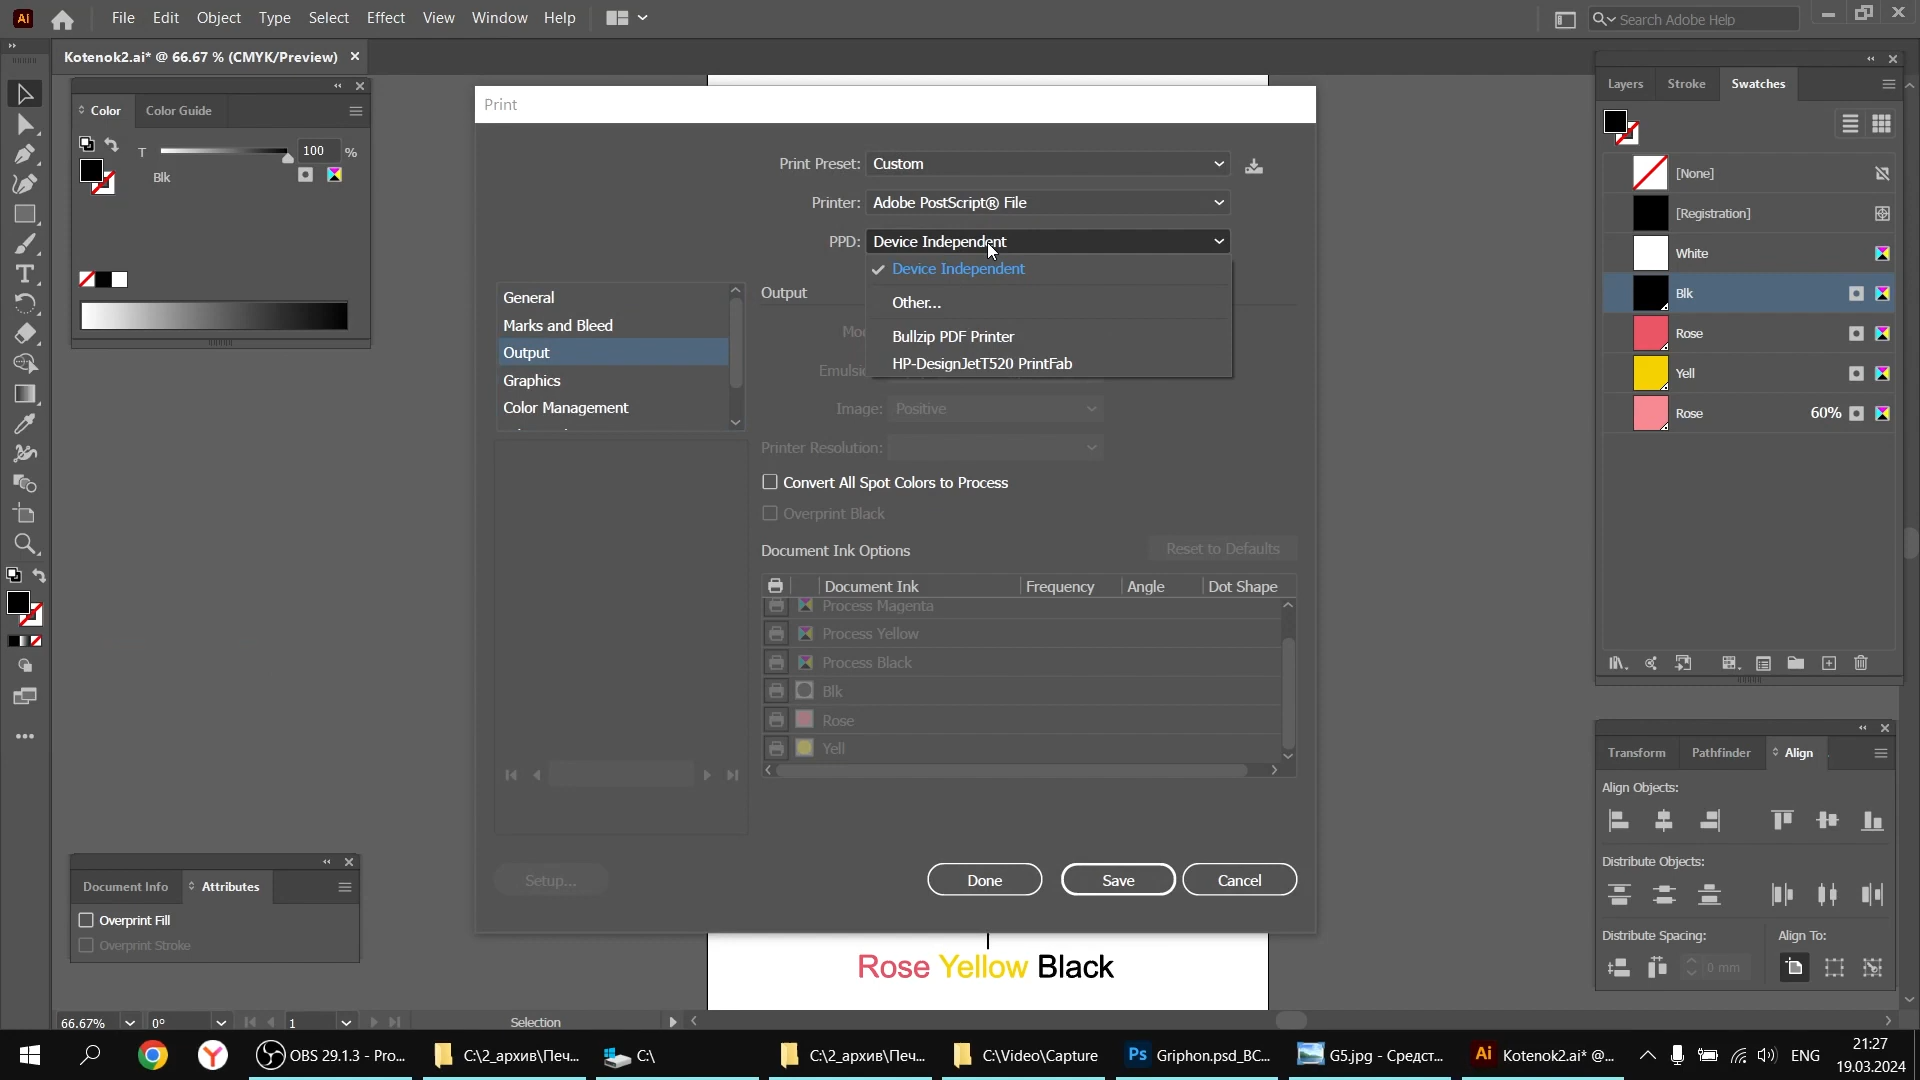 Ai File Edit Object Type Select Effect View Window Help Search Adobe Help
Kotenok2.ai* @ 66.67 % (CMYK/Preview)
Color Color Guide
T 100 %
Blk
Print
Print Preset: Custom
Printer: Adobe PostScript® File
PPD: Device Independent
Device Independent
Other...
Bullzip PDF Printer
HP-DesignJetT520 PrintFab
General
Marks and Bleed
Output
Graphics
Color Management
Output
Image: Positive
Printer Resolution:
Convert All Spot Colors to Process
Overprint Black
Document Ink Options Reset to Defaults
Document Ink Frequency Angle Dot Shape
Process Magenta
Process Yellow
Process Black
Blk
Rose
Yell
Setup... Done Save Cancel
Rose Yellow Black
Layers Stroke Swatches
[None]
[Registration]
White
Blk
Rose
Yell
Rose 60%
Transform Pathfinder Align
Align Objects:
Distribute Objects:
Distribute Spacing: Align To:
0 mm
Document Info Attributes
Overprint Fill
Overprint Stroke
66.67% 0° 1 Selection
OBS 29.1.3 - Pro... C:\2_архив\Печ... C:\ C:\2_архив\Печ... C:\Video\Capture Ps Griphon.psd_BC... G5.jpg - Средст... Ai Kotenok2.ai* @... ENG 21:27
19.03.2024